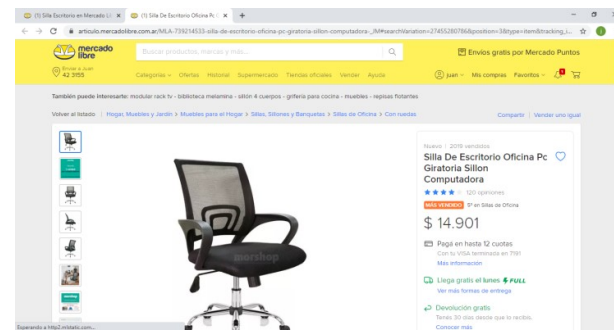 (1) Silla Escritorio en Mercado Li
(1) Silla De Escritorio Oficina Pc G
articulo.mercadolibre.com.ar/MLA-739214533-silla-de-escritorio-oficina-pc-giratoria-sillon-computadora-_JM#searchVariation=27455280786&position=3&type=item&tracking_i...
mercado
libre
Buscar productos, marcas y más...
Envíos gratis por Mercado Puntos
Enviar a Juan
42 3155
Categorías Ofertas Historial Supermercado Tiendas oficiales Vender Ayuda
Juan Mis compras Favoritos
También puede interesarte: modular rack tv - biblioteca melamina - sillón 4 cuerpos - griferia para cocina - muebles - repisas flotantes
Volver al listado | Hogar, Muebles y Jardín > Muebles para el Hogar > Sillas, Sillones y Banquetas > Sillas de Oficina > Con ruedas
Compartir | Vender uno igual
Nuevo | 2019 vendidos
Silla De Escritorio Oficina Pc
Giratoria Sillon
Computadora
120 opiniones
MÁS VENDIDO 5º en Sillas de Oficina
$ 14.901
Pagá en hasta 12 cuotas
Con tu VISA terminada en 7191
Más información
Llega gratis el lunes FULL
Ver más formas de entrega
Devolución gratis
Tenés 30 días desde que lo recibís.
Conocer más
morshop
Esperando a http2.mlstatic.com...